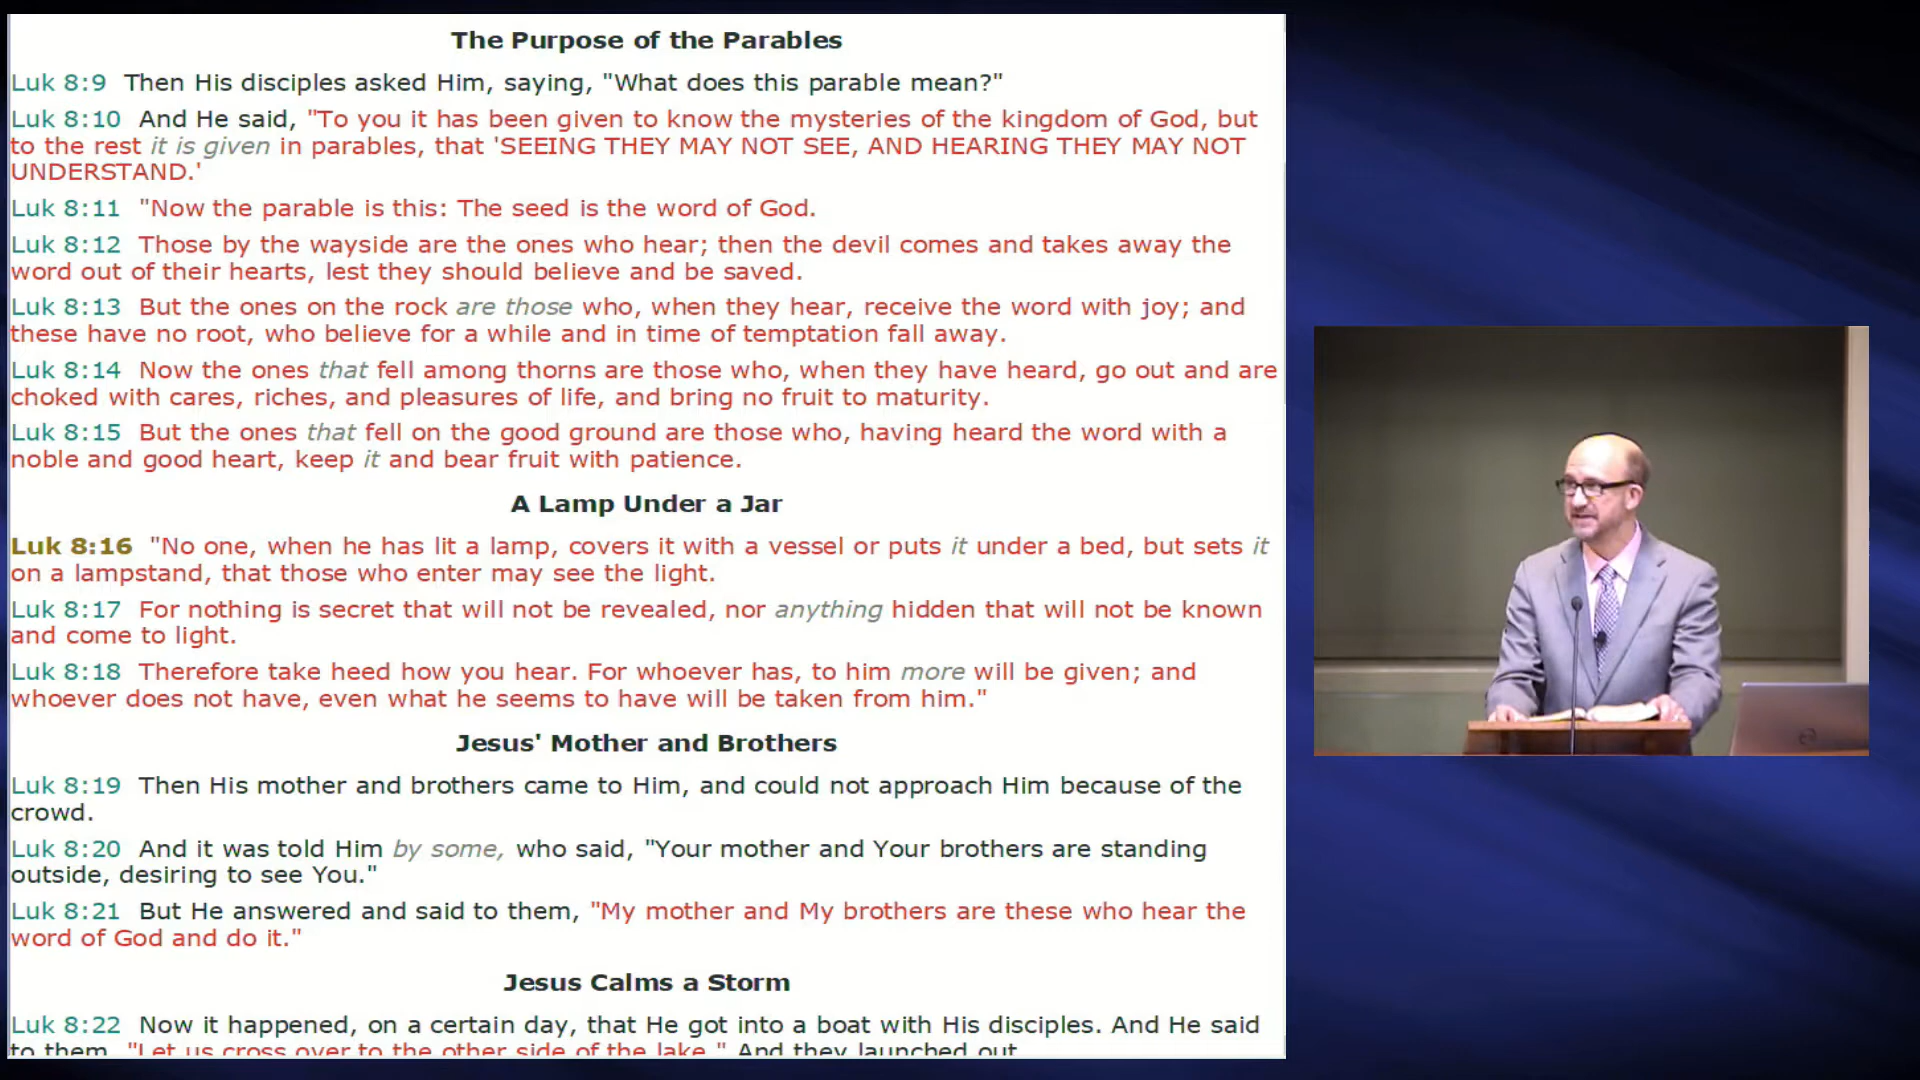 The Purpose of the Parables
Luk 8:9 Then His disciples asked Him, saying, "What does this parable mean?"
Luk 8:10 And He said, "To you it has been given to know the mysteries of the kingdom of God, but
to the rest it is given in parables, that 'SEEING THEY MAY NOT SEE, AND HEARING THEY MAY NOT
UNDERSTAND.'
Luk 8:11 "Now the parable is this: The seed is the word of God.
Luk 8:12 Those by the wayside are the ones who hear; then the devil comes and takes away the
word out of their hearts, lest they should believe and be saved.
Luk 8:13 But the ones on the rock are those who, when they hear, receive the word with joy; and
these have no root, who believe for a while and in time of temptation fall away.
Luk 8:14 Now the ones that fell among thorns are those who, when they have heard, go out and are
choked with cares, riches, and pleasures of life, and bring no fruit to maturity.
Luk 8:15 But the ones that fell on the good ground are those who, having heard the word with a
noble and good heart, keep it and bear fruit with patience.
A Lamp Under a Jar
Luk 8:16 "No one, when he has lit a lamp, covers it with a vessel or puts it under a bed, but sets it
on a lampstand, that those who enter may see the light.
Luk 8:17 For nothing is secret that will not be revealed, nor anything hidden that will not be known
and come to light.
Luk 8:18 Therefore take heed how you hear. For whoever has, to him more will be given; and
whoever does not have, even what he seems to have will be taken from him."
Jesus' Mother and Brothers
Luk 8:19 Then His mother and brothers came to Him, and could not approach Him because of the
crowd.
Luk 8:20 And it was told Him by some, who said, "Your mother and Your brothers are standing
outside, desiring to see You."
Luk 8:21 But He answered and said to them, "My mother and My brothers are these who hear the
word of God and do it."
Jesus Calms a Storm
Luk 8:22 Now it happened, on a certain day, that He got into a boat with His disciples. And He said
to them, "Let us cross over to the other side of the lake." And they launched out.